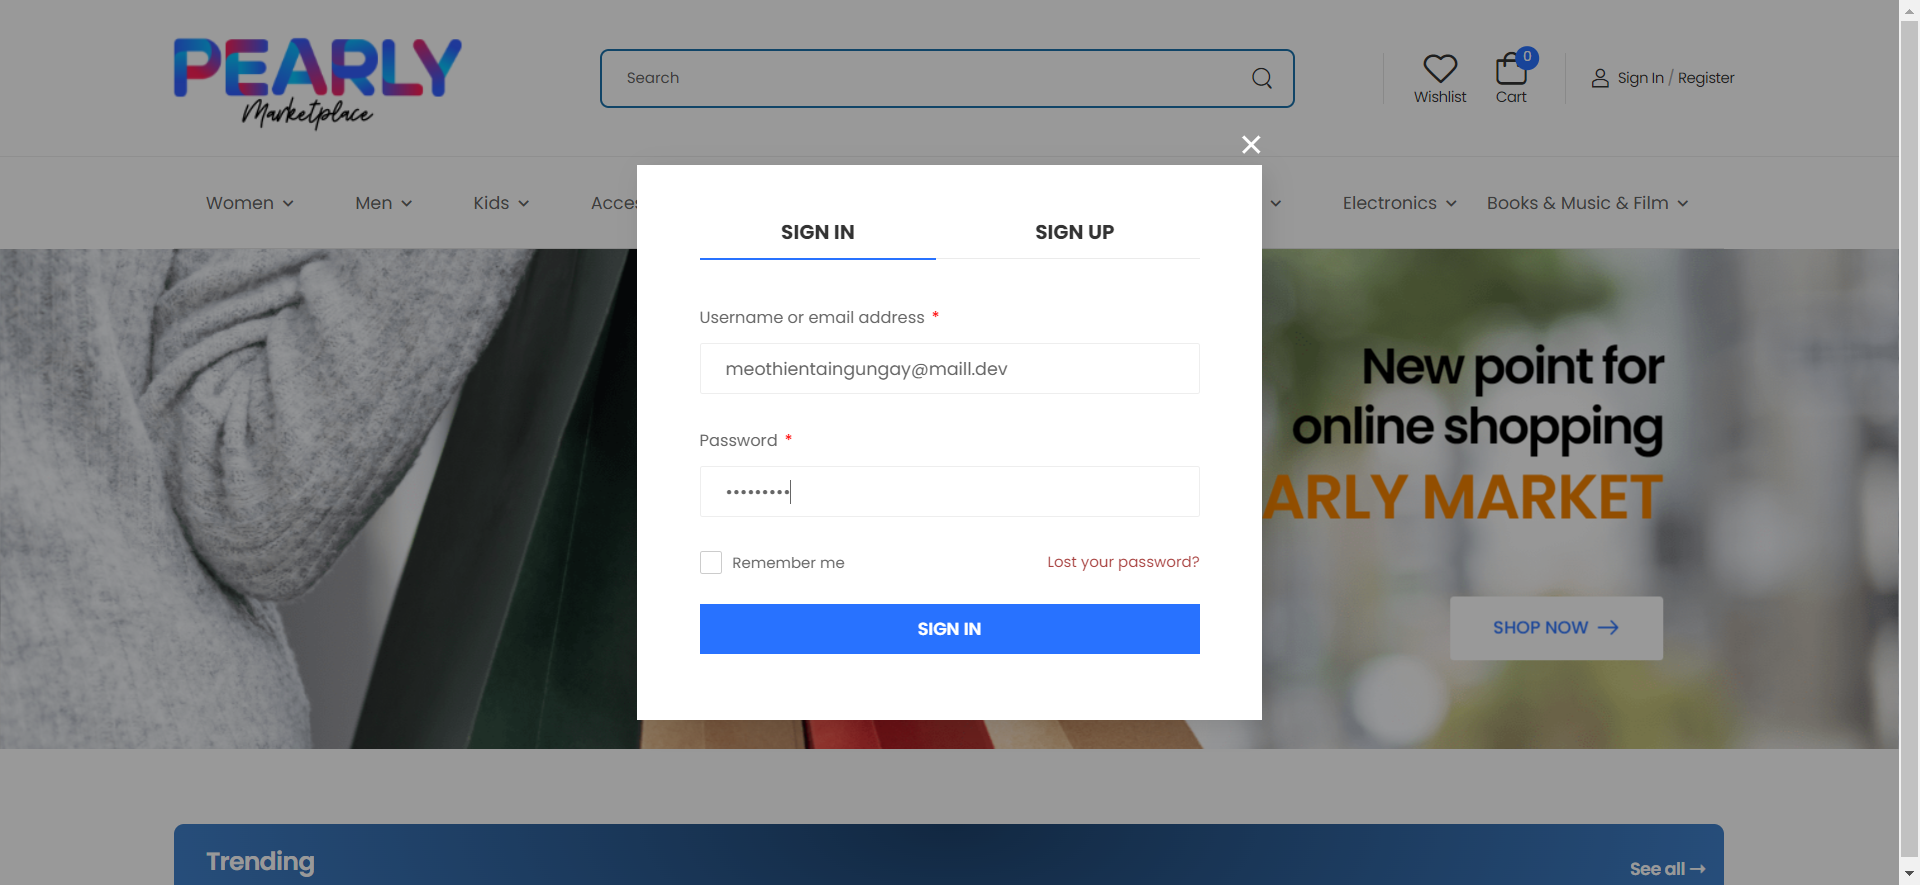 PEARLY
Marketplace
Search
Wishlist
0
Cart
Sign In / Register
Women
Men
Kids
Electronics
Books & Music & Film
SIGN IN
SIGN UP
Username or email address *
meothientaingungay@maill.dev
Password *
•••••••••
Remember me
Lost your password?
SIGN IN
New point for
online shopping
ARLY MARKET
SHOP NOW →
Trending
See all →